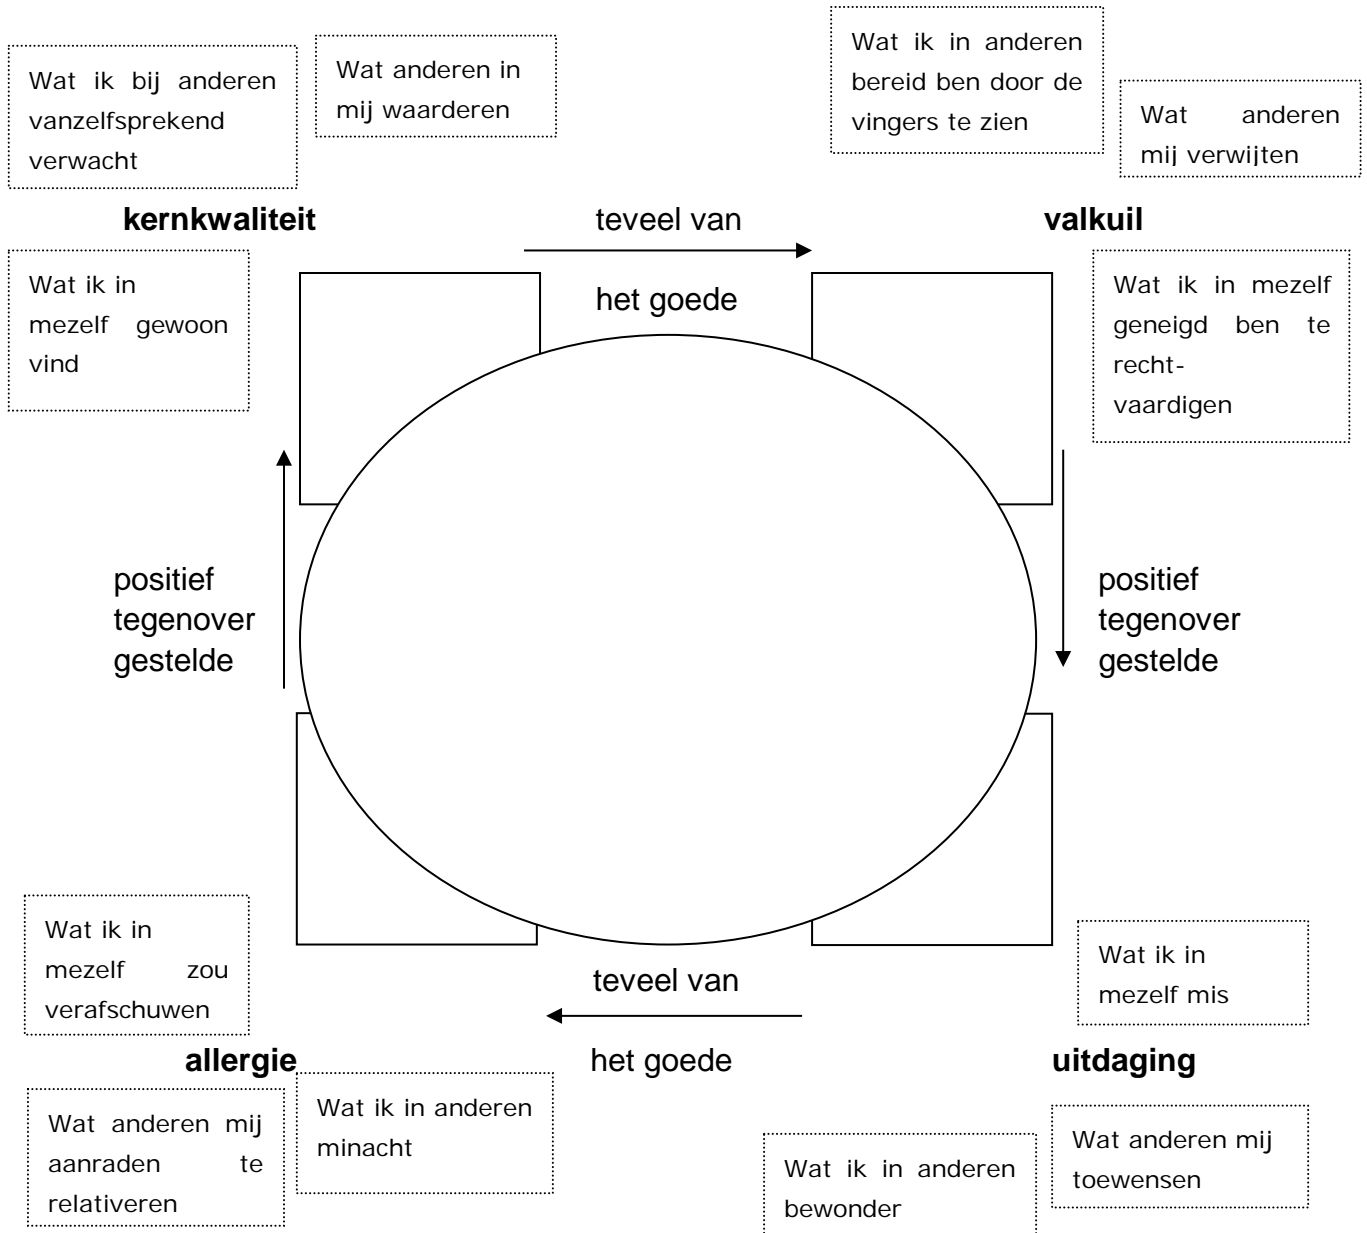 Wat ik bij anderen
vanzelfsprekend
verwacht
Wat anderen in
mij waarderen
Wat ik in anderen
bereid ben door de
vingers te zien
Wat anderen
mij verwijten
kernkwaliteit
teveel van
het goede
valkuil
Wat ik in
mezelf gewoon
vind
Wat ik in mezelf
geneigd ben te
recht-
vaardigen
positief
tegenover
gestelde
positief
tegenover
gestelde
Wat ik in
mezelf zou
verafschuwen
Wat ik in
mezelf mis
allergie
teveel van
het goede
uitdaging
Wat anderen mij
aanraden te
relativeren
Wat ik in anderen
minacht
Wat ik in anderen
bewonder
Wat anderen mij
toewensen